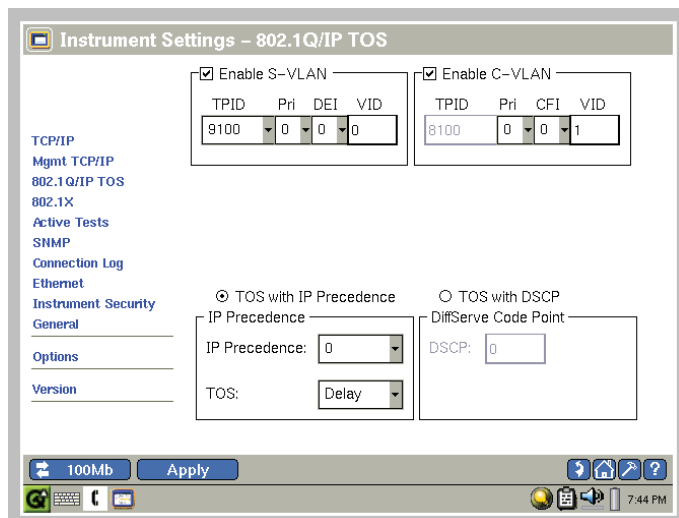 Instrument Settings – 802.1Q/IP TOS
Enable S–VLAN
TPID Pri DEI VID
9100 0 0 0
Enable C–VLAN
TPID Pri CFI VID
8100 0 0 1
TCP/IP
Mgmt TCP/IP
802.1Q/IP TOS
802.1X
Active Tests
SNMP
Connection Log
Ethernet
Instrument Security
General
Options
Version
TOS with IP Precedence
IP Precedence
IP Precedence: 0
TOS: Delay
TOS with DSCP
DiffServe Code Point
DSCP: 0
100Mb Apply ?
7:44 PM